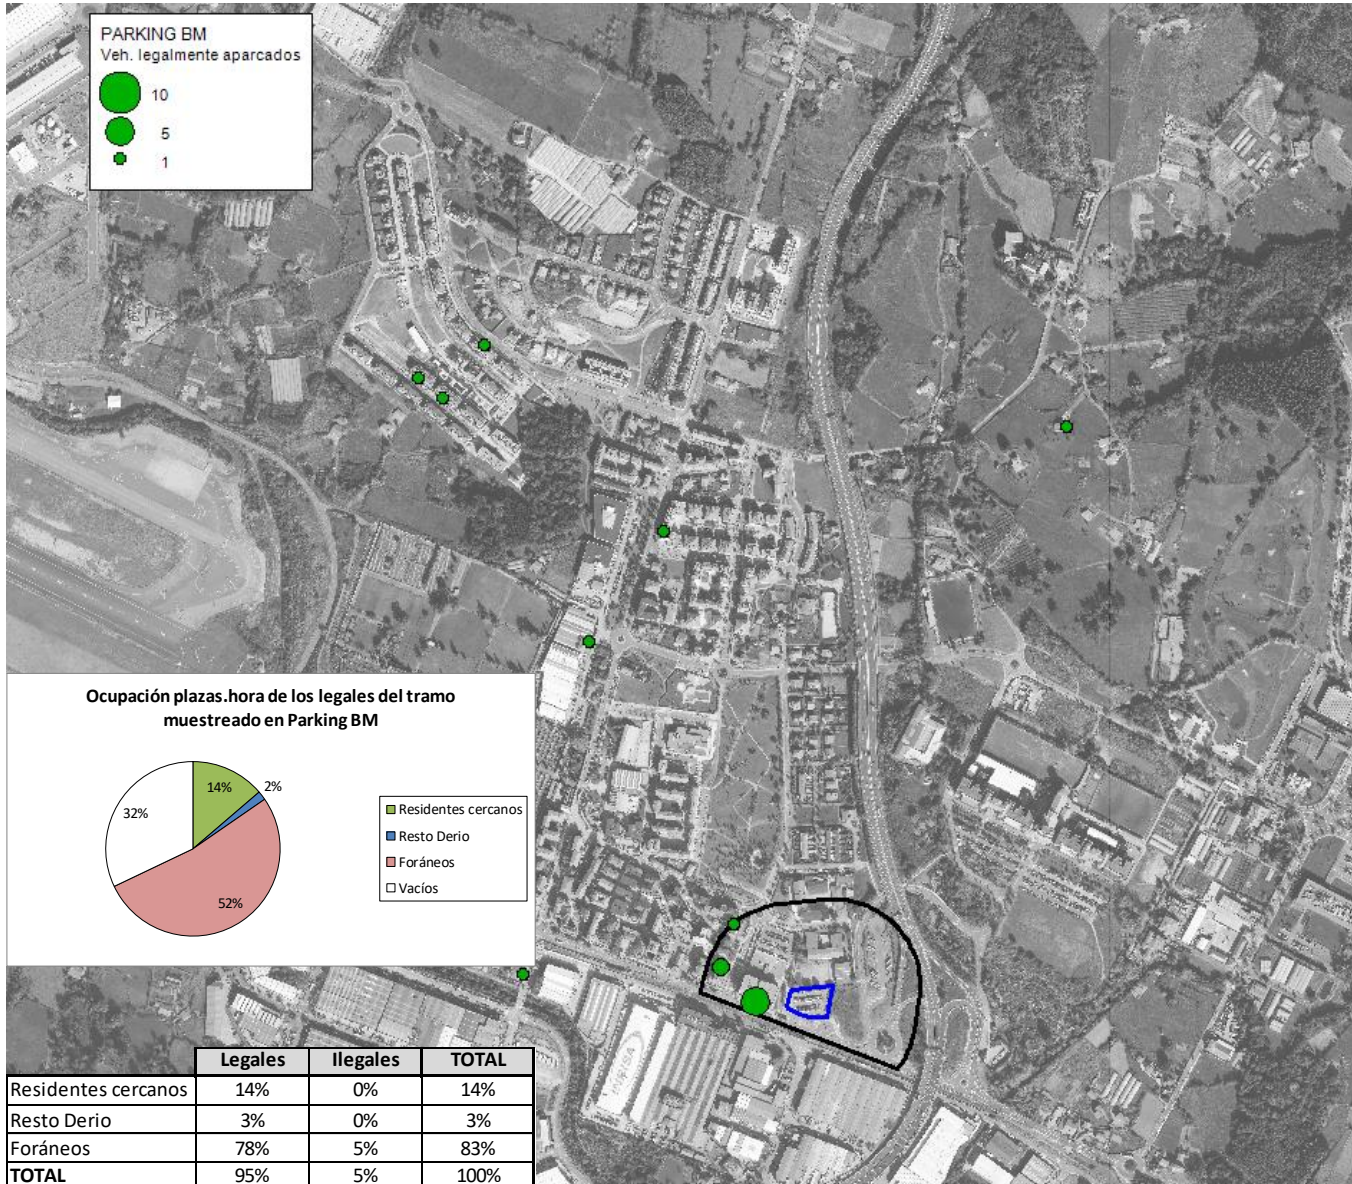 PARKING BM
Veh. legalmente aparcados
10
5
1
Ocupación plazas.hora de los legales del tramo
muestreado en Parking BM
14%
2%
32%
52%
Residentes cercanos
Resto Derio
Foráneos
Vacíos
Legales Ilegales TOTAL
Residentes cercanos 14% 0% 14%
Resto Derio 3% 0% 3%
Foráneos 78% 5% 83%
TOTAL 95% 5% 100%